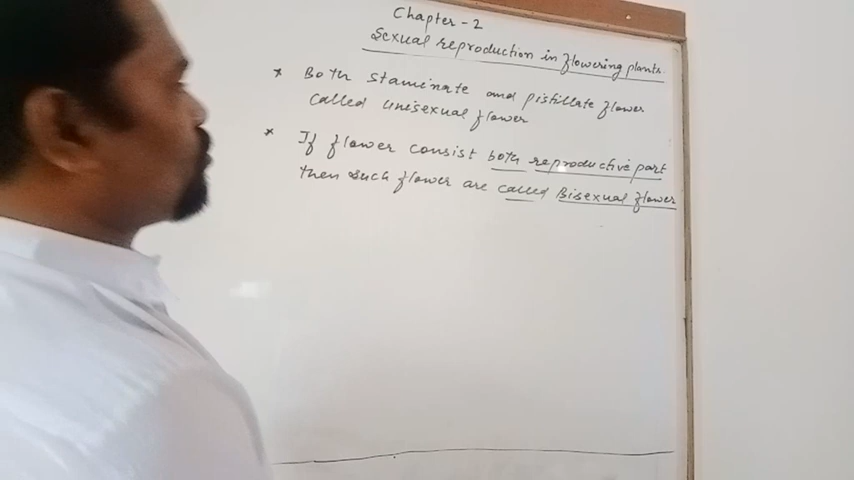 Chapter - 2
Sexual reproduction in flowering plants.
* Both Staminate and pistillate flower
called unisexual flower
* If flower consist both reproductive part
then such flower are called Bisexual flower